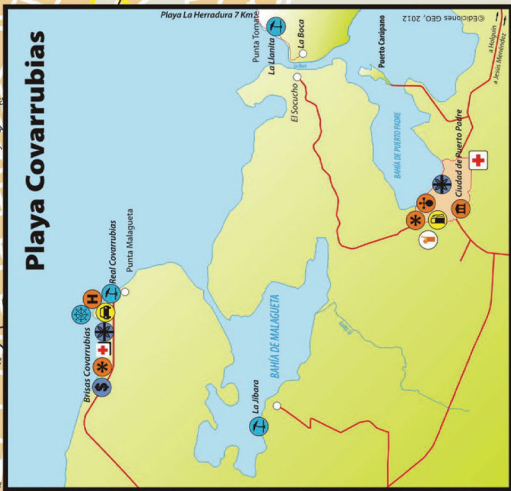 Playa Covarrubias
Playa La Herradura 7 Km
Punta Tomate
La Llanita
La Boca
©Ediciones GEO, 2012
El Socucho
Puerto Carúpano
a Holguín
a Jesús Menéndez
BAHÍA DE PUERTO PADRE
Ciudad de Puerto Padre
Brisas Covarrubias
H
Real Covarrubias
Punta Malagueta
$
BAHÍA DE MALAGUETA
La Jíbara